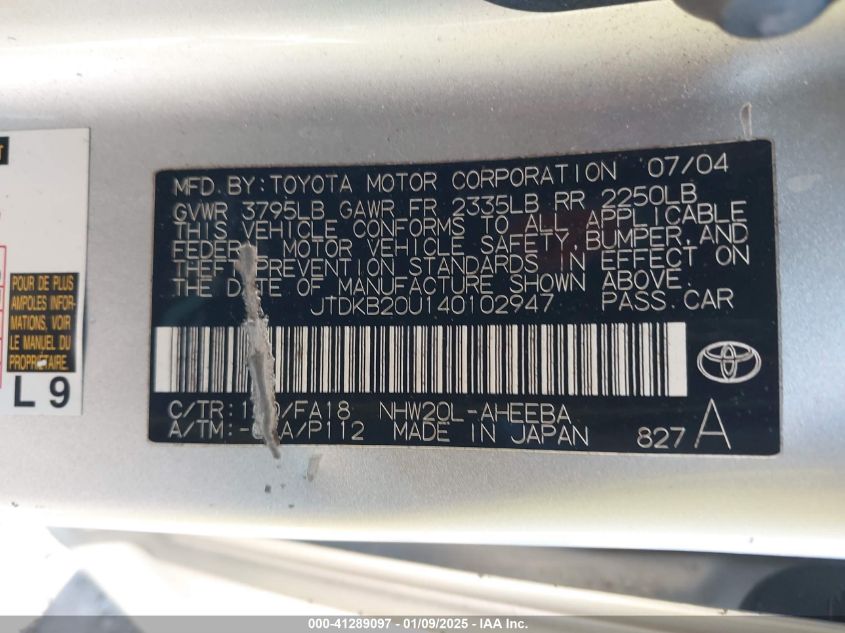 MFD. BY: TOYOTA MOTOR CORPORATION 07/04
GVWR 3795LB GAWR FR 2335LB RR 2250LB
THIS VEHICLE CONFORMS TO ALL APPLICABLE
FEDERAL MOTOR VEHICLE SAFETY, BUMPER, AND
THEFT PREVENTION STANDARDS IN EFFECT ON
THE DATE OF MANUFACTURE SHOWN ABOVE.
JTDKB20U140102947 PASS. CAR
C/TR: /FA18 NHW20L-AHEEBA
A/TM: A/P112 MADE IN JAPAN 827 A
POUR DE PLUS
AMPLES INFOR-
MATIONS, VOIR
LE MANUEL DU
PROPRIÉTAIRE.
L 9
000-41289097 - 01/09/2025 - IAA Inc.